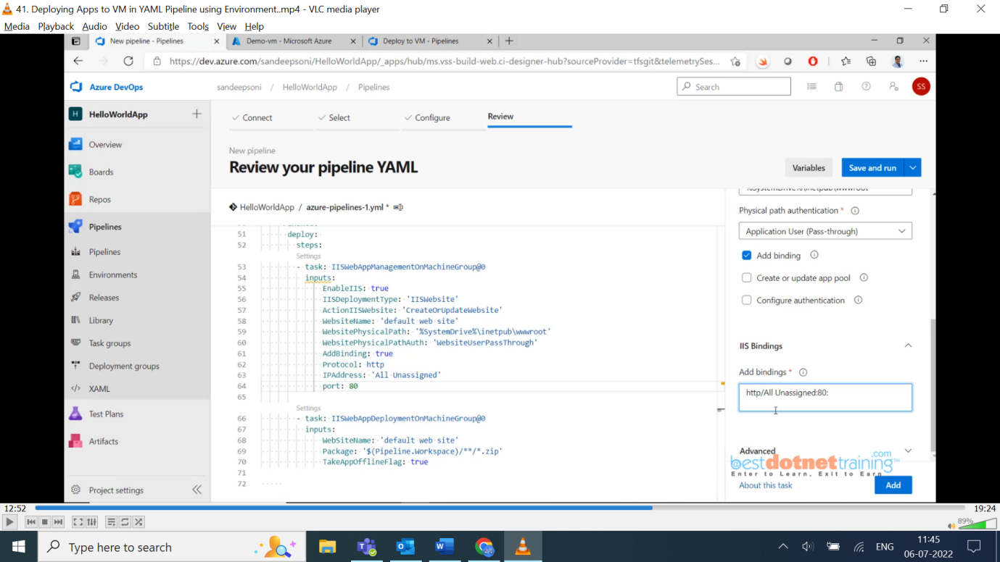 41. Deploying Apps to VM in YAML Pipeline using Environment..mp4 - VLC media player
Media Playback Audio Video Subtitle Tools View Help
New pipeline - Pipelines
Demo-vm - Microsoft Azure
Deploy to VM - Pipelines
https://dev.azure.com/sandeepsoni/HelloWorldApp/_apps/hub/ms.vss-build-web.ci-designer-hub?sourceProvider=tfsgit&telemetrySes...
Azure DevOps
sandeepsoni / HelloWorldApp / Pipelines
Search
SS
H HelloWorldApp
Overview
Boards
Repos
Pipelines
Pipelines
Environments
Releases
Library
Task groups
Deployment groups
XAML
Test Plans
Artifacts
Project settings
Connect
Select
Configure
Review
New pipeline
Review your pipeline YAML
Variables
Save and run
HelloWorldApp / azure-pipelines-1.yml *
51 deploy:
52 steps:
Settings
53 - task: IISWebAppManagementOnMachineGroup@0
54 inputs:
55 EnableIIS: true
56 IISDeploymentType: 'IISWebsite'
57 ActionIISWebsite: 'CreateOrUpdateWebsite'
58 WebsiteName: 'default web site'
59 WebsitePhysicalPath: '%SystemDrive%\inetpub\wwwroot'
60 WebsitePhysicalPathAuth: 'WebsiteUserPassThrough'
61 AddBinding: true
62 Protocol: http
63 IPAddress: 'All Unassigned'
64 port: 80
65
Settings
66 - task: IISWebAppDeploymentOnMachineGroup@0
67 inputs:
68 WebSiteName: 'default web site'
69 Package: '$(Pipeline.Workspace)/**/*.zip'
70 TakeAppOfflineFlag: true
71
72
%SystemDrive%\inetpub\wwwroot
Physical path authentication *
Application User (Pass-through)
Add binding
Create or update app pool
Configure authentication
IIS Bindings
Add bindings *
http/All Unassigned:80:
Advanced
bestdotnettraining.com™
Enter to Learn, Exit to Earn
About this task
Add
12:52
19:24
89%
Type here to search
ENG
11:45
06-07-2022